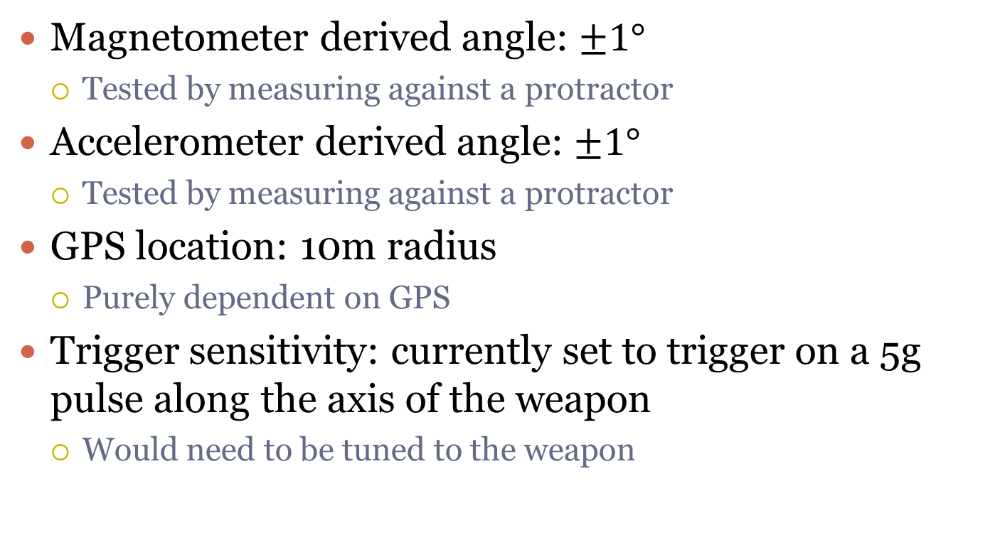 • Magnetometer derived angle: ±1°
○ Tested by measuring against a protractor
• Accelerometer derived angle: ±1°
○ Tested by measuring against a protractor
• GPS location: 10m radius
○ Purely dependent on GPS
• Trigger sensitivity: currently set to trigger on a 5g
pulse along the axis of the weapon
○ Would need to be tuned to the weapon